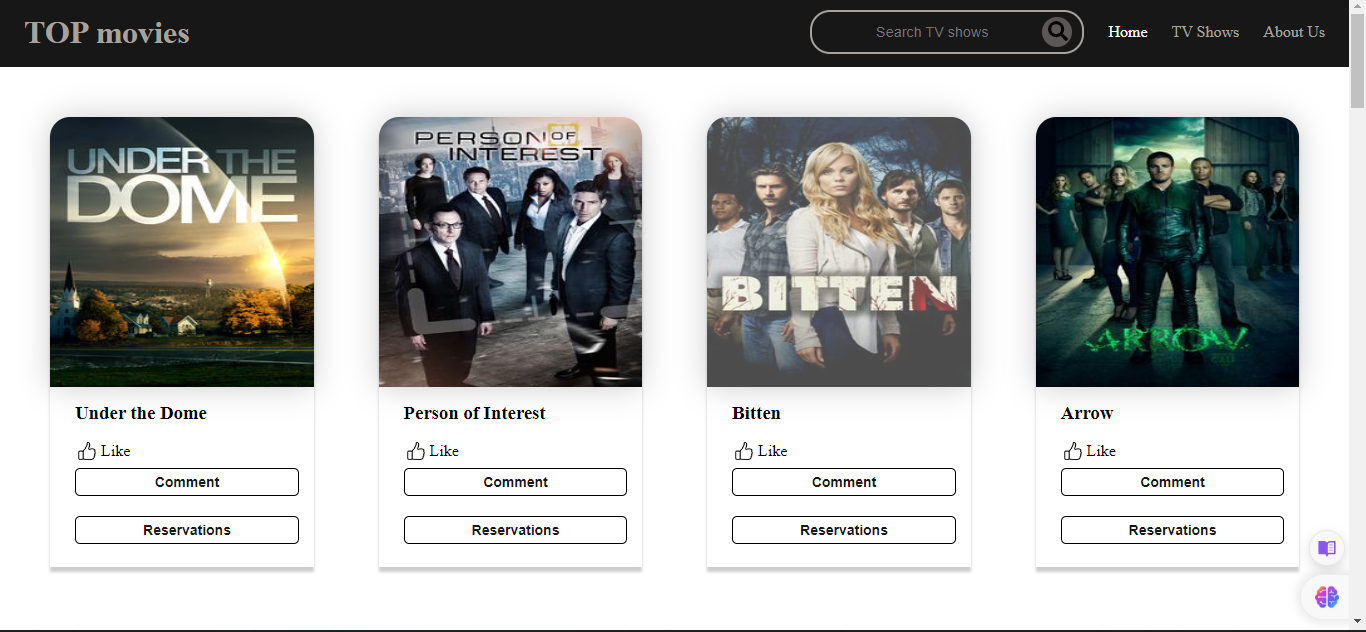 TOP movies
Search TV shows
Home
TV Shows
About Us
UNDER THE
DOME
PERSON OF
INTEREST
BITTEN
ARROW
Under the Dome
Person of Interest
Bitten
Arrow
Like
Like
Like
Like
Comment
Comment
Comment
Comment
Reservations
Reservations
Reservations
Reservations